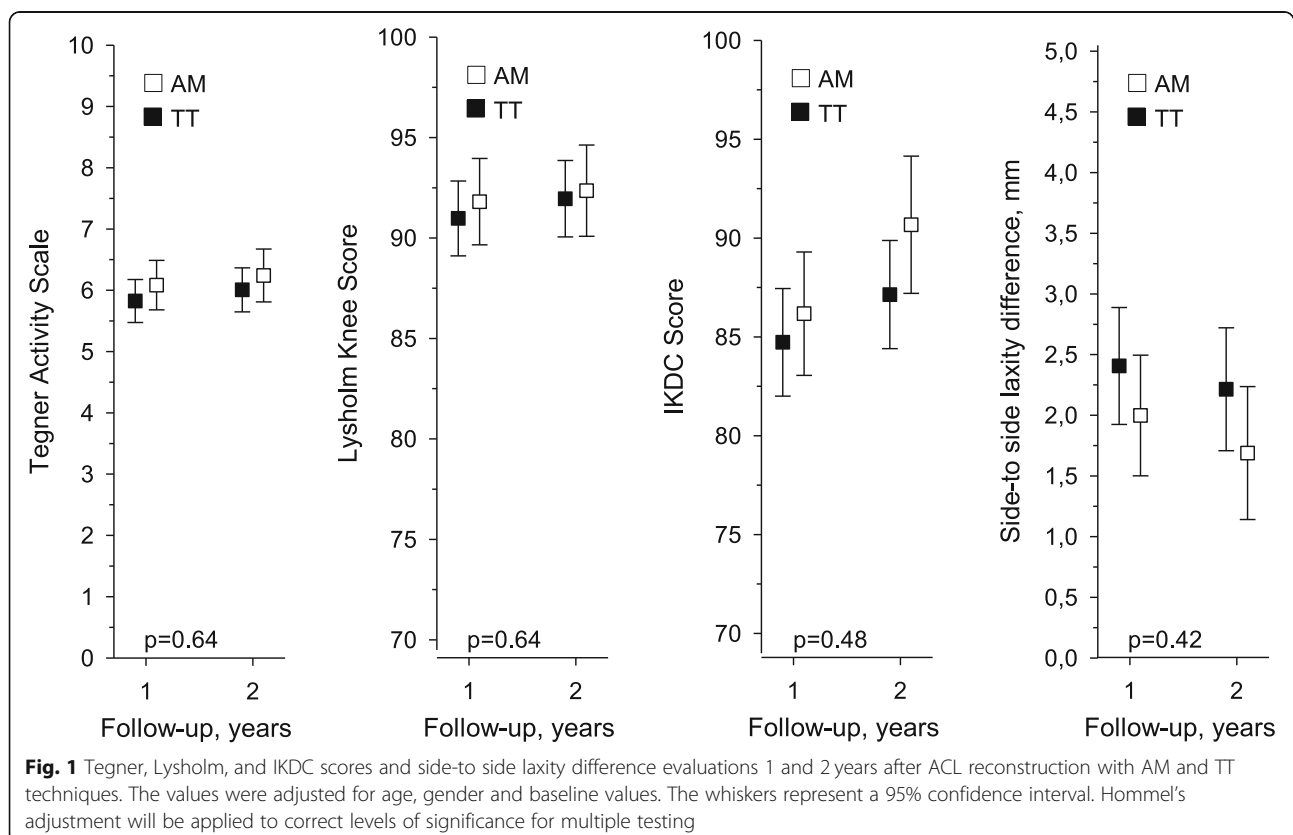 Tegner Activity Scale
10
9
8
7
6
5
4
3
2
1
0
AM
TT
p=0.64
1 2
Follow-up, years
Lysholm Knee Score
100
95
90
85
80
75
70
AM
TT
p=0.64
1 2
Follow-up, years
IKDC Score
100
95
90
85
80
75
70
AM
TT
p=0.48
1 2
Follow-up, years
Side-to side laxity difference, mm
5,0
4,5
4,0
3,5
3,0
2,5
2,0
1,5
1,0
0,5
0,0
AM
TT
p=0.42
1 2
Follow-up, years
Fig. 1 Tegner, Lysholm, and IKDC scores and side-to side laxity difference evaluations 1 and 2 years after ACL reconstruction with AM and TT
techniques. The values were adjusted for age, gender and baseline values. The whiskers represent a 95% confidence interval. Hommel's
adjustment will be applied to correct levels of significance for multiple testing